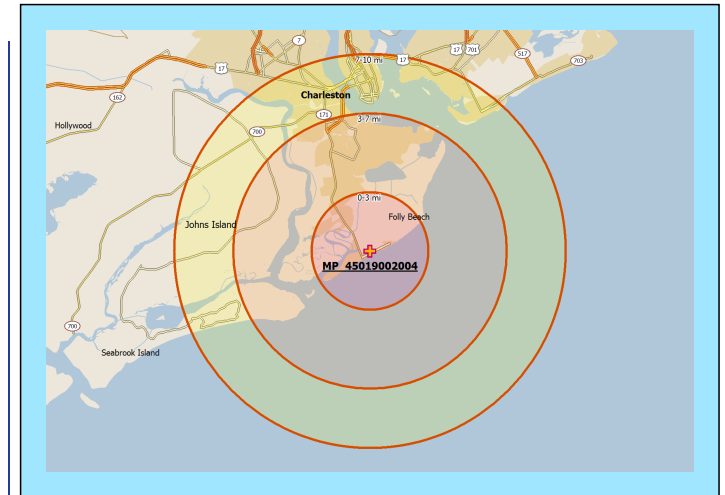 7
17
701
517
703
17
7-10 mi
17
162
Charleston
171
3-7 mi
Hollywood
700
0-3 mi
Folly Beach
Johns Island
MP_45019002004
700
Seabrook Island